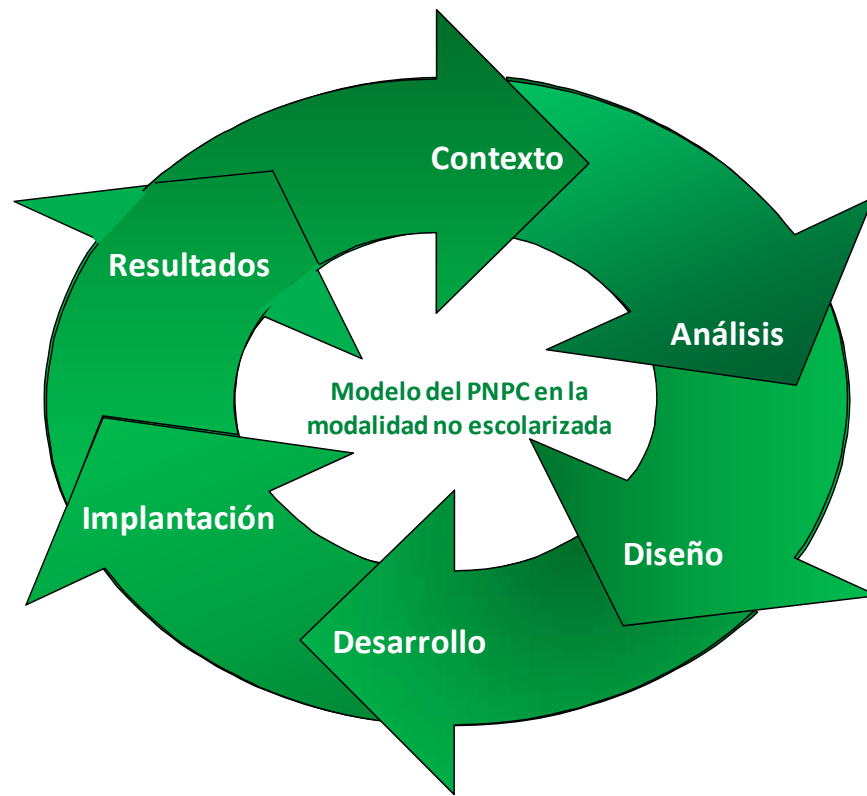 Contexto
Análisis
Diseño
Desarrollo
Implantación
Resultados
Modelo del PNPC en la
modalidad no escolarizada